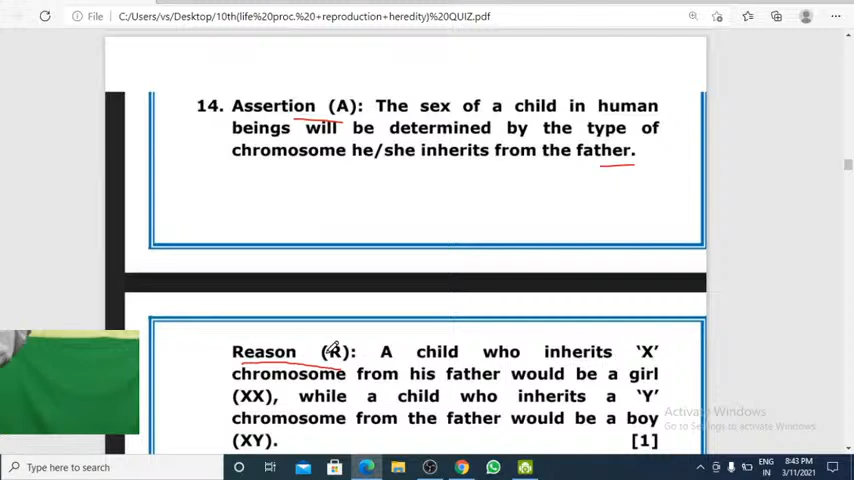 File
C:/Users/vs/Desktop/10th(life%20proc.%20+reproduction+heredity)%20QUIZ.pdf
14. Assertion (A): The sex of a child in human
beings will be determined by the type of
chromosome he/she inherits from the father.
Reason (R): A child who inherits ‘X’
chromosome from his father would be a girl
(XX), while a child who inherits a ‘Y’
chromosome from the father would be a boy
(XY). [1]
Activate Windows
Go to Settings to activate Windows.
Type here to search
ENG
IN
8:43 PM
3/11/2021